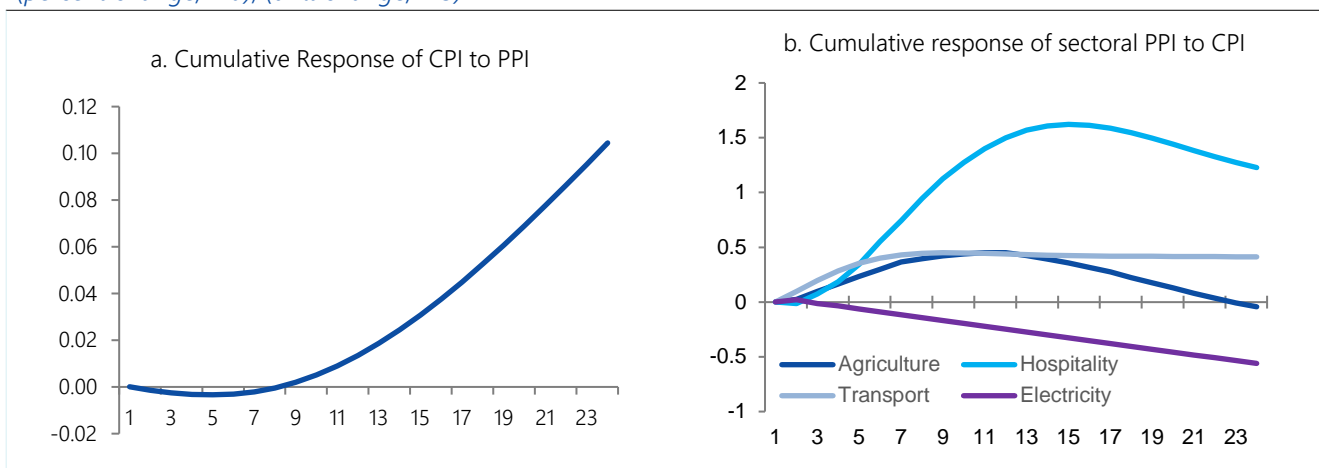 a. Cumulative Response of CPI to PPI
0.12
0.10
0.08
0.06
0.04
0.02
0.00
-0.02
1 3 5 7 9 11 13 15 17 19 21 23
b. Cumulative response of sectoral PPI to CPI
2
1.5
1
0.5
0
-0.5
-1
Agriculture Hospitality
Transport Electricity
1 3 5 7 9 11 13 15 17 19 21 23